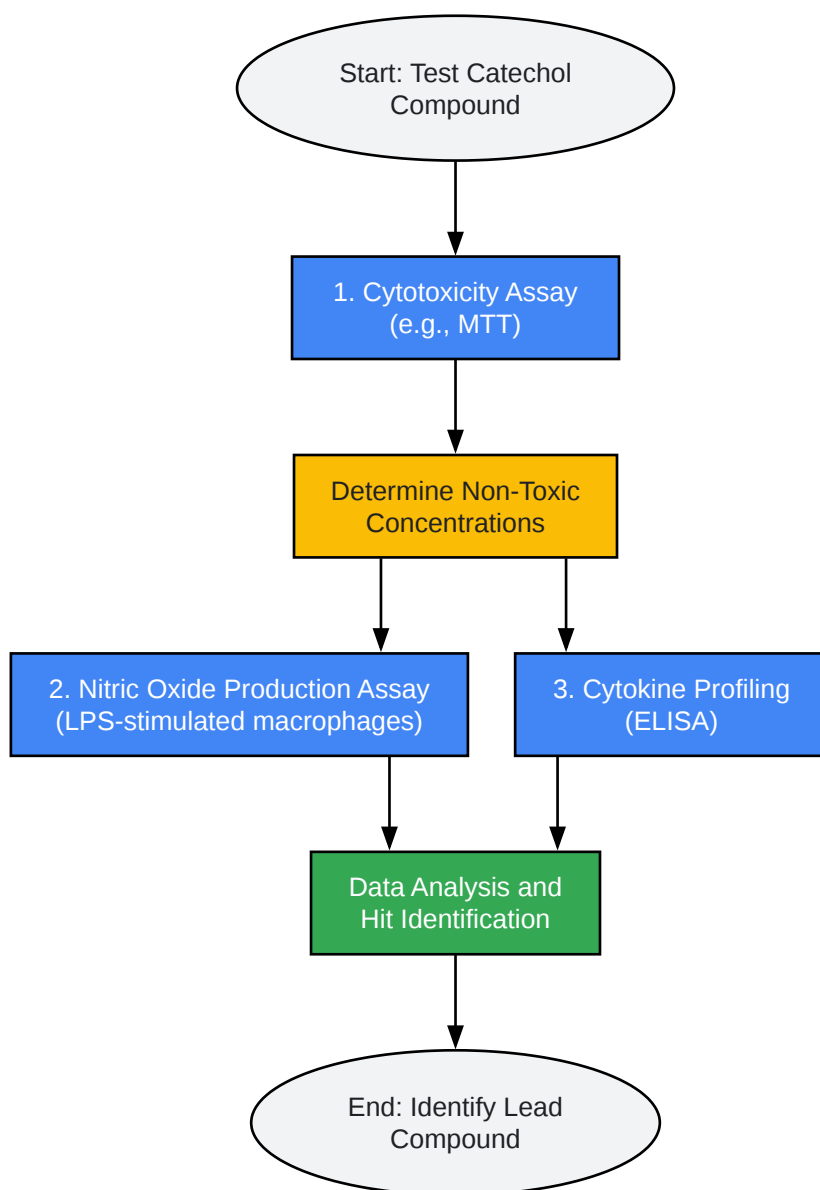 Start: Test Catechol
Compound
1. Cytotoxicity Assay
(e.g., MTT)
Determine Non-Toxic
Concentrations
2. Nitric Oxide Production Assay
(LPS-stimulated macrophages)
3. Cytokine Profiling
(ELISA)
Data Analysis and
Hit Identification
End: Identify Lead
Compound